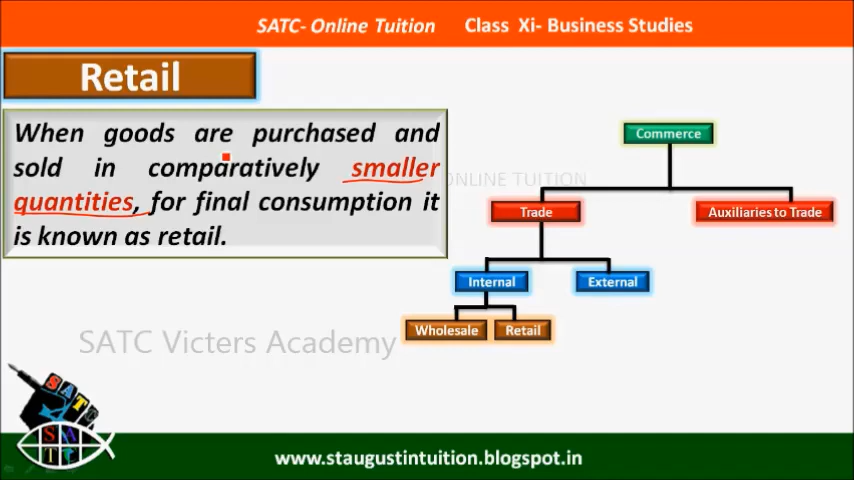 SATC- Online Tuition Class Xi- Business Studies
Retail
When goods are purchased and
sold in comparatively smaller
quantities, for final consumption it
is known as retail.
ONLINE TUITION
Commerce
Trade
Auxiliaries to Trade
Internal
External
Wholesale
Retail
SATC Victers Academy
SATC
S A
T
www.staugustintuition.blogspot.in